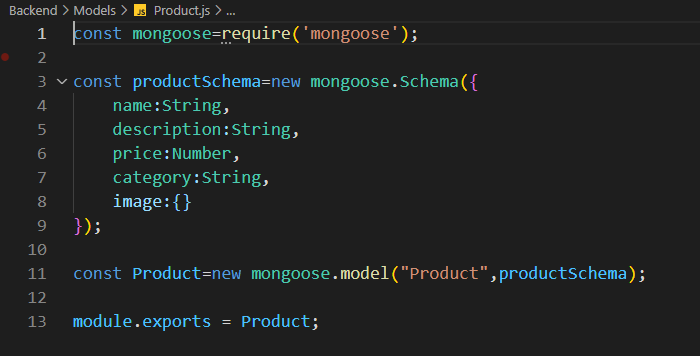 Backend > Models > JS Product.js > ...
1 const mongoose=require('mongoose');
2
3 const productSchema=new mongoose.Schema({
4     name:String,
5     description:String,
6     price:Number,
7     category:String,
8     image:{}
9 });
10
11 const Product=new mongoose.model("Product",productSchema);
12
13 module.exports = Product;